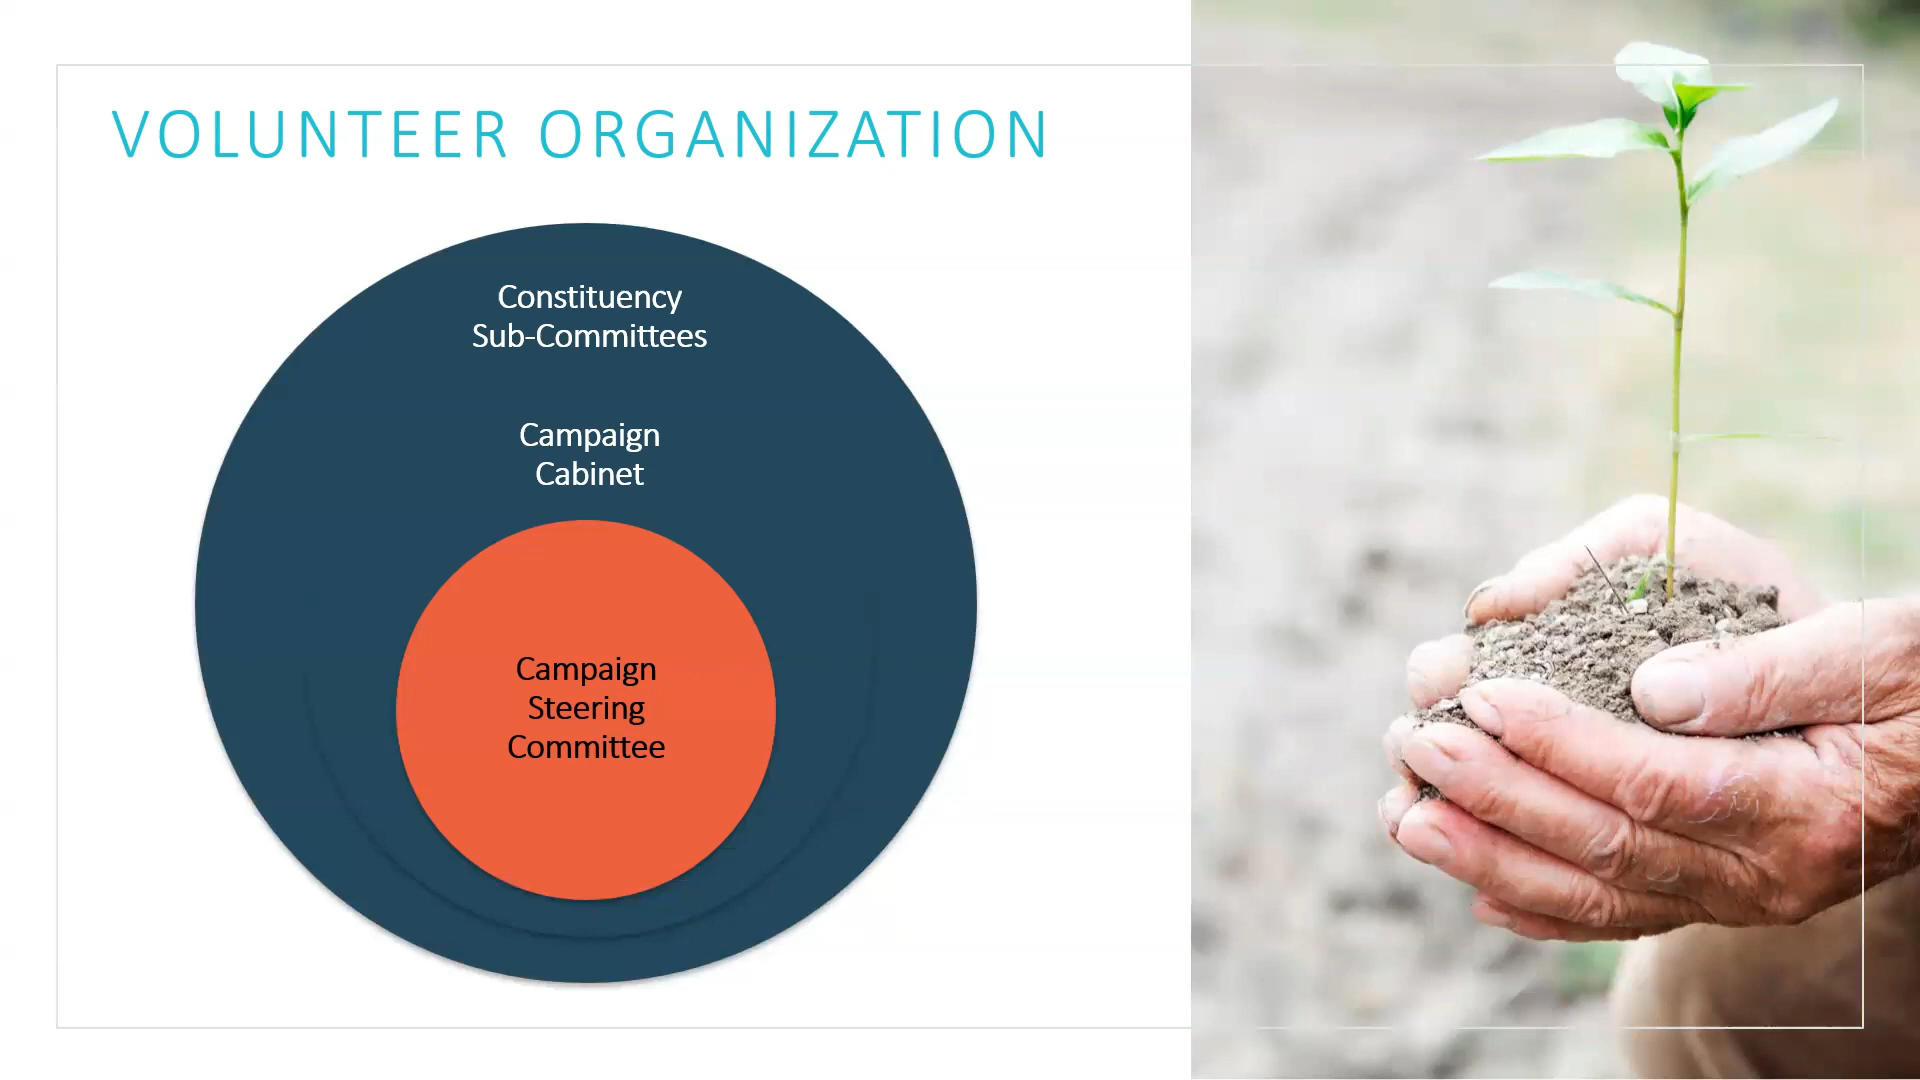 VOLUNTEER ORGANIZATION
Constituency
Sub-Committees
Campaign
Cabinet
Campaign
Steering
Committee